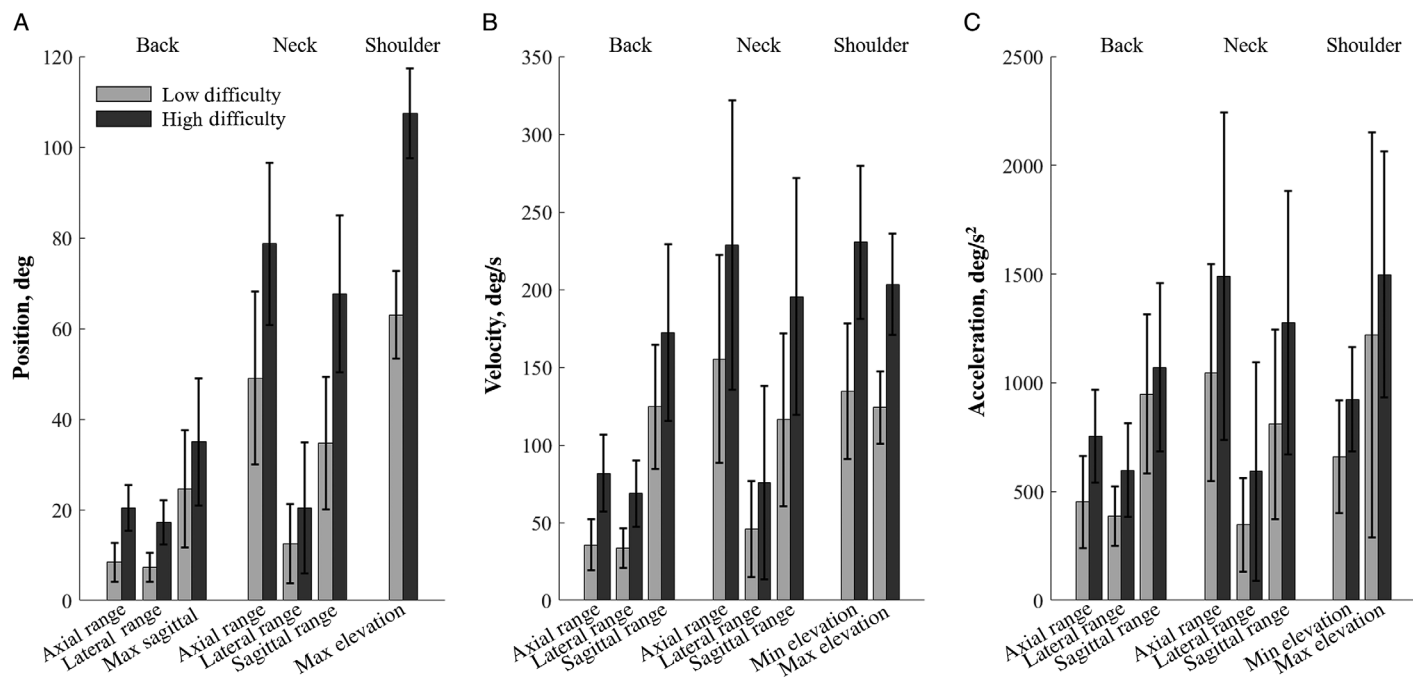 A
Back
Neck
Shoulder
120
100
80
60
40
20
0
Position, deg
Low difficulty
High difficulty
Axial range
Lateral range
Max sagittal
Axial range
Lateral range
Sagittal range
Max elevation
B
Back
Neck
Shoulder
350
300
250
200
150
100
50
0
Velocity, deg/s
Axial range
Lateral range
Sagittal range
Axial range
Lateral range
Sagittal range
Min elevation
Max elevation
C
Back
Neck
Shoulder
2500
2000
1500
1000
500
0
Acceleration, deg/s²
Axial range
Lateral range
Sagittal range
Axial range
Lateral range
Sagittal range
Min elevation
Max elevation